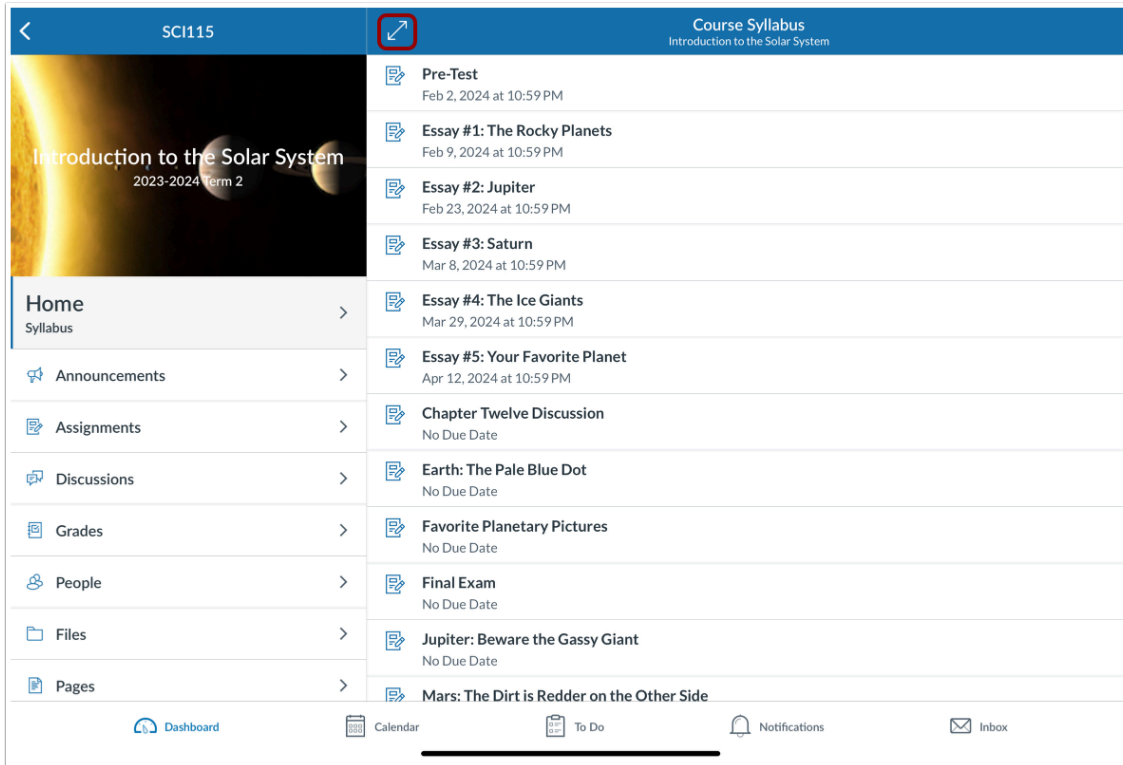 SCI115
Introduction to the Solar System
2023-2024 Term 2
Home
Syllabus
Announcements
Assignments
Discussions
Grades
People
Files
Pages
Course Syllabus
Introduction to the Solar System
Pre-Test
Feb 2, 2024 at 10:59 PM
Essay #1: The Rocky Planets
Feb 9, 2024 at 10:59 PM
Essay #2: Jupiter
Feb 23, 2024 at 10:59 PM
Essay #3: Saturn
Mar 8, 2024 at 10:59 PM
Essay #4: The Ice Giants
Mar 29, 2024 at 10:59 PM
Essay #5: Your Favorite Planet
Apr 12, 2024 at 10:59 PM
Chapter Twelve Discussion
No Due Date
Earth: The Pale Blue Dot
No Due Date
Favorite Planetary Pictures
No Due Date
Final Exam
No Due Date
Jupiter: Beware the Gassy Giant
No Due Date
Mars: The Dirt is Redder on the Other Side
Dashboard
Calendar
To Do
Notifications
Inbox